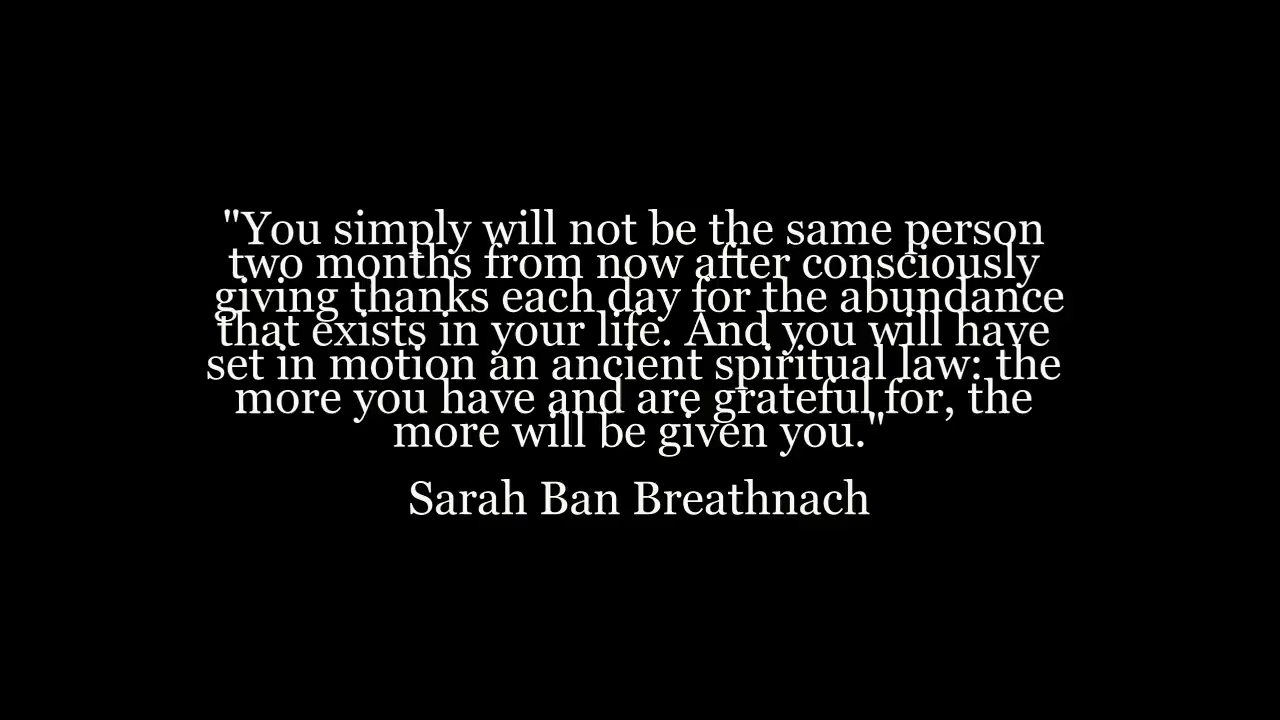 "You simply will not be the same person
two months from now after consciously
giving thanks each day for the abundance
that exists in your life. And you will have
set in motion an ancient spiritual law: the
more you have and are grateful for, the
more will be given you."
Sarah Ban Breathnach